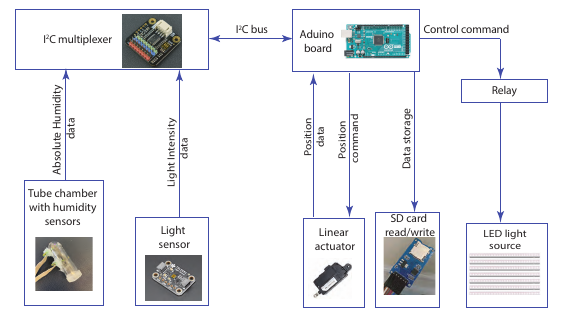 I²C multiplexer
I²C bus
Aduino
board
Control command
Relay
Absolute Humidity
data
Light Intensity
data
Position
data
Position
command
Data storage
Tube chamber
with humidity
sensors
Light
sensor
Linear
actuator
SD card
read/write
LED light
source